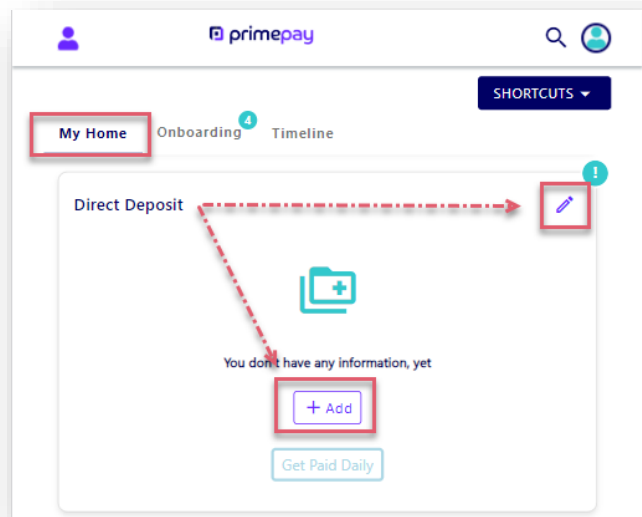 primepay
SHORTCUTS
My Home Onboarding 4 Timeline
!
Direct Deposit
You don't have any information, yet
+ Add
Get Paid Daily